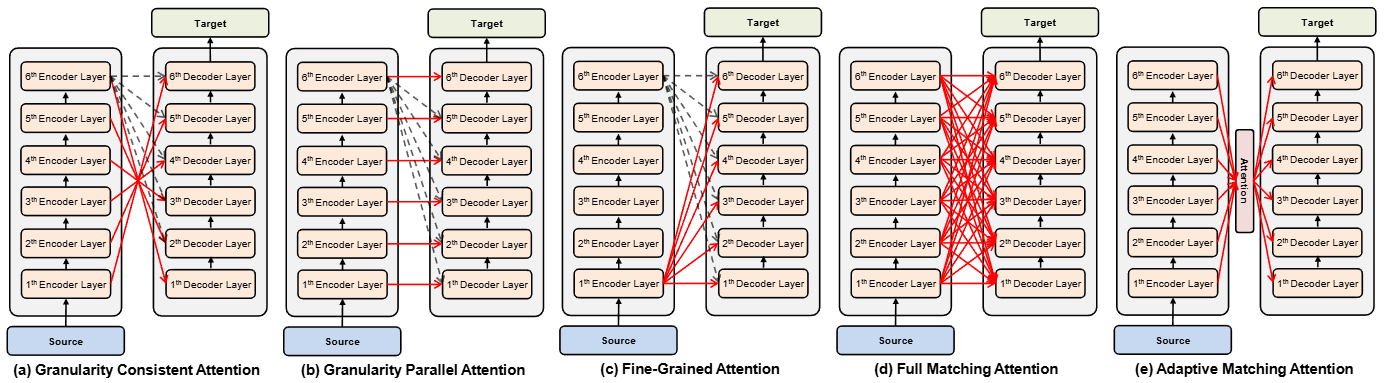 Target
6th Encoder Layer
6th Decoder Layer
5th Encoder Layer
5th Decoder Layer
4th Encoder Layer
4th Decoder Layer
3th Encoder Layer
3th Decoder Layer
2th Encoder Layer
2th Decoder Layer
1th Encoder Layer
1th Decoder Layer
Source
(a) Granularity Consistent Attention
Target
6th Encoder Layer
6th Decoder Layer
5th Encoder Layer
5th Decoder Layer
4th Encoder Layer
4th Decoder Layer
3th Encoder Layer
3th Decoder Layer
2th Encoder Layer
2th Decoder Layer
1th Encoder Layer
1th Decoder Layer
Source
(b) Granularity Parallel Attention
Target
6th Encoder Layer
6th Decoder Layer
5th Encoder Layer
5th Decoder Layer
4th Encoder Layer
4th Decoder Layer
3th Encoder Layer
3th Decoder Layer
2th Encoder Layer
2th Decoder Layer
1th Encoder Layer
1th Decoder Layer
Source
(c) Fine-Grained Attention
Target
6th Encoder Layer
6th Decoder Layer
5th Encoder Layer
5th Decoder Layer
4th Encoder Layer
4th Decoder Layer
3th Encoder Layer
3th Decoder Layer
2th Encoder Layer
2th Decoder Layer
1th Encoder Layer
1th Decoder Layer
Source
(d) Full Matching Attention
Target
6th Encoder Layer
6th Decoder Layer
5th Encoder Layer
5th Decoder Layer
4th Encoder Layer
4th Decoder Layer
Attention
3th Encoder Layer
3th Decoder Layer
2th Encoder Layer
2th Decoder Layer
1th Encoder Layer
1th Decoder Layer
Source
(e) Adaptive Matching Attention